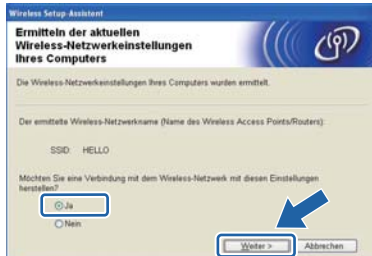 Wireless Setup-Assistent
Ermitteln der aktuellen
Wireless-Netzwerkeinstellungen
Ihres Computers
Die Wireless-Netzwerkeinstellungen Ihres Computers wurden ermittelt.
Der ermittelte Wireless-Netzwerkname (Name des Wireless Access Points/Routers):
SSID: HELLO
Möchten Sie eine Verbindung mit dem Wireless-Netzwerk mit diesen Einstellungen
herstellen?
Ja
Nein
Weiter > Abbrechen